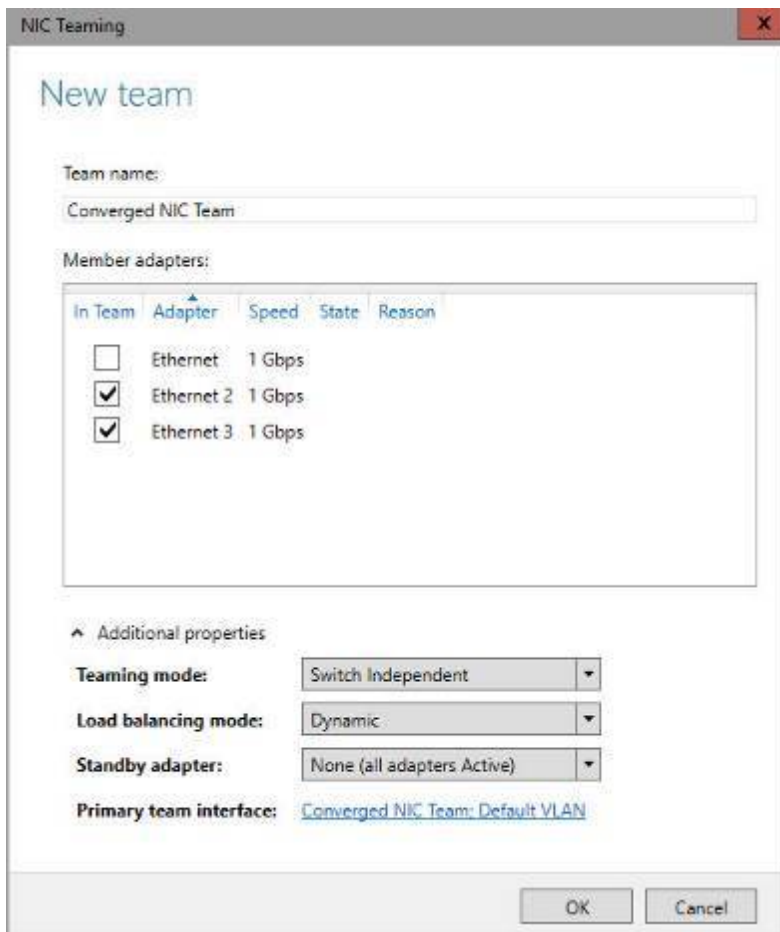 NIC Teaming
X
New team
Team name:
Converged NIC Team
Member adapters:
In Team Adapter Speed State Reason
Ethernet 1 Gbps
Ethernet 2 1 Gbps
Ethernet 3 1 Gbps
Additional properties
Teaming mode: Switch Independent
Load balancing mode: Dynamic
Standby adapter: None (all adapters Active)
Primary team interface: Converged NIC Team; Default VLAN
OK Cancel